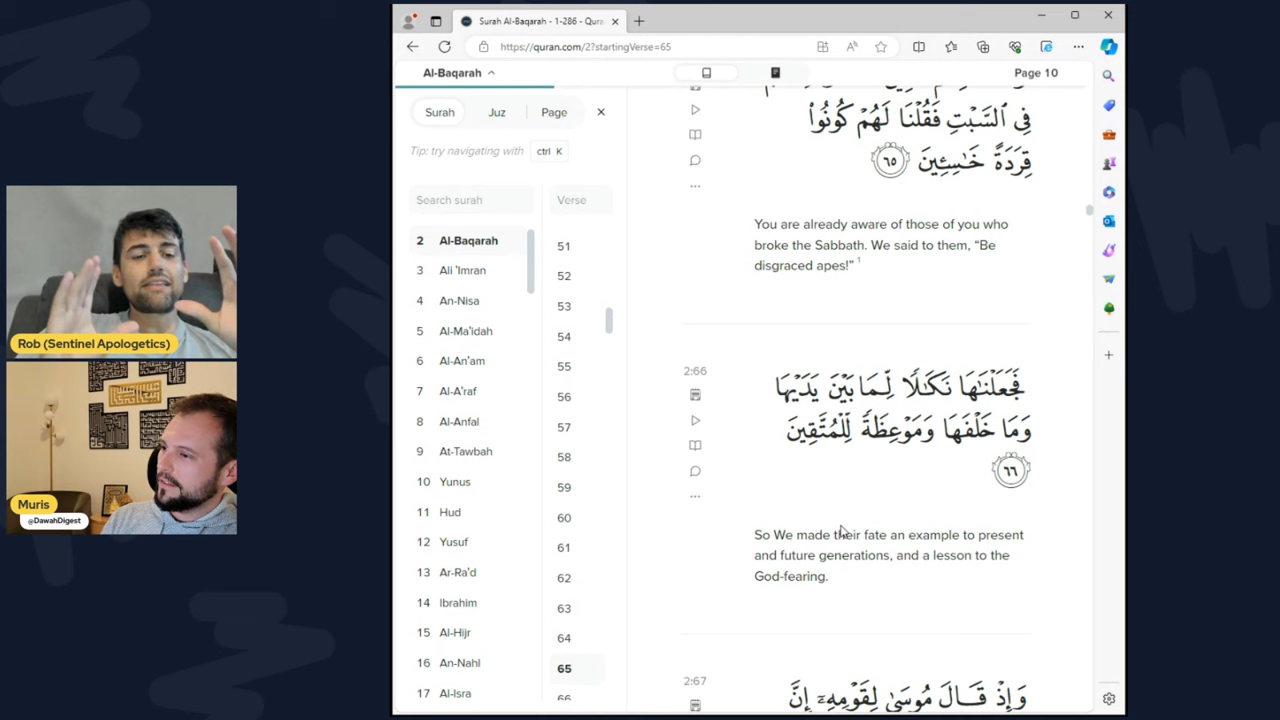 Surah Al-Baqarah - 1-286 - Qura
https://quran.com/2?startingVerse=65
Al-Baqarah
Page 10
Surah
Juz
Page
Tip: try navigating with ctrl K
Search surah
Verse
2 Al-Baqarah
3 Ali 'Imran
4 An-Nisa
5 Al-Ma'idah
6 Al-An'am
7 Al-A'raf
8 Al-Anfal
9 At-Tawbah
10 Yunus
11 Hud
12 Yusuf
13 Ar-Ra'd
14 Ibrahim
15 Al-Hijr
16 An-Nahl
17 Al-Isra
51
52
53
54
55
56
57
58
59
60
61
62
63
64
65
66
فِى ٱلسَّبْتِ فَقُلْنَا لَهُمْ كُونُوا۟
قِرَدَةً خَـٰسِـِٔينَ ٦٥
You are already aware of those of you who
broke the Sabbath. We said to them, “Be
disgraced apes!” 1
2:66
فَجَعَلْنَـٰهَا نَكَـٰلًا لِّمَا بَيْنَ يَدَيْهَا
وَمَا خَلْفَهَا وَمَوْعِظَةً لِّلْمُتَّقِينَ
٦٦
So We made their fate an example to present
and future generations, and a lesson to the
God-fearing.
2:67
وَإِذْ قَالَ مُوسَىٰ لِقَوْمِهِۦٓ إِنَّ
Rob (Sentinel Apologetics)
Muris
@DawahDigest